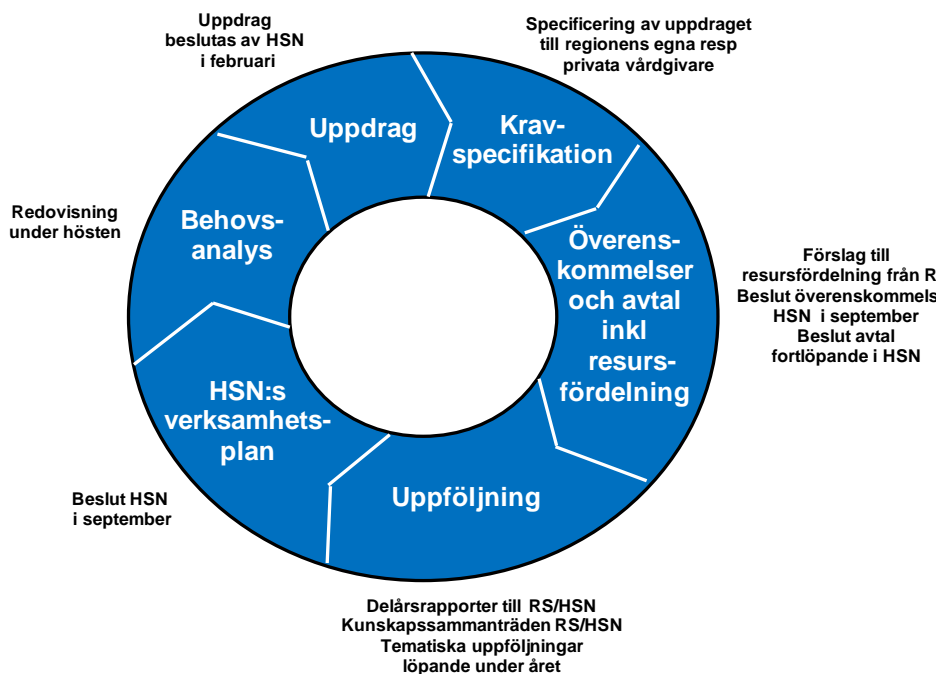 Uppdrag
beslutas av HSN
i februari
Specificering av uppdraget
till regionens egna resp
privata vårdgivare
Uppdrag
Krav-
specifikation
Redovisning
under hösten
Behovs-
analys
Överens-
kommelser
och avtal
inkl
resurs-
fördelning
Förslag till
resursfördelning från R
Beslut överenskommels
HSN i september
Beslut avtal
fortlöpande i HSN
HSN:s
verksamhets-
plan
Beslut HSN
i september
Uppföljning
Delårsrapporter till RS/HSN
Kunskapssammanträden RS/HSN
Tematiska uppföljningar
löpande under året